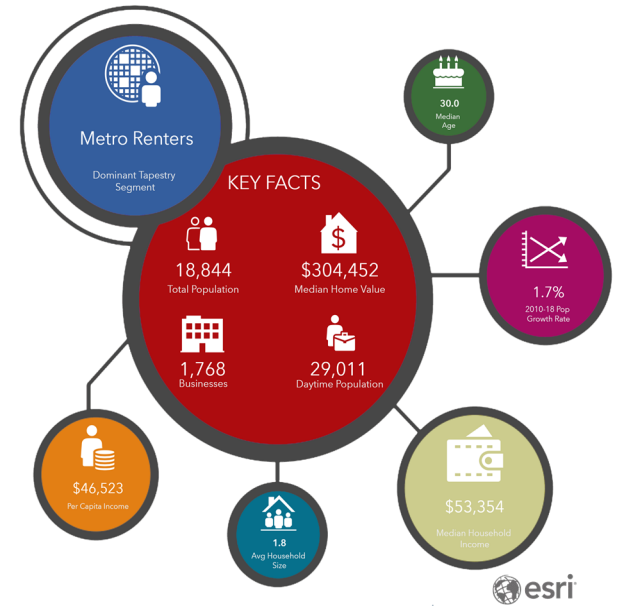 Metro Renters
Dominant Tapestry
Segment
KEY FACTS
$
18,844
Total Population
$304,452
Median Home Value
1,768
Businesses
29,011
Daytime Population
30.0
Median
Age
1.7%
2010-18 Pop
Growth Rate
$46,523
Per Capita Income
1.8
Avg Household
Size
$53,354
Median Household
Income
esri